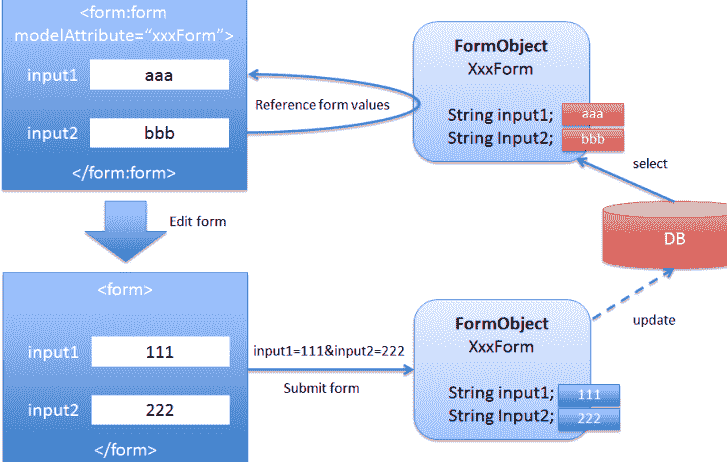 <form:form
modelAttribute="xxxForm">
input1
aaa
input2
bbb
</form:form>
Reference form values
FormObject
XxxForm
String input1;
aaa
String Input2;
bbb
select
DB
update
Edit form
<form>
input1
111
input2
222
</form>
input1=111&input2=222
Submit form
FormObject
XxxForm
String input1;
111
String Input2;
222